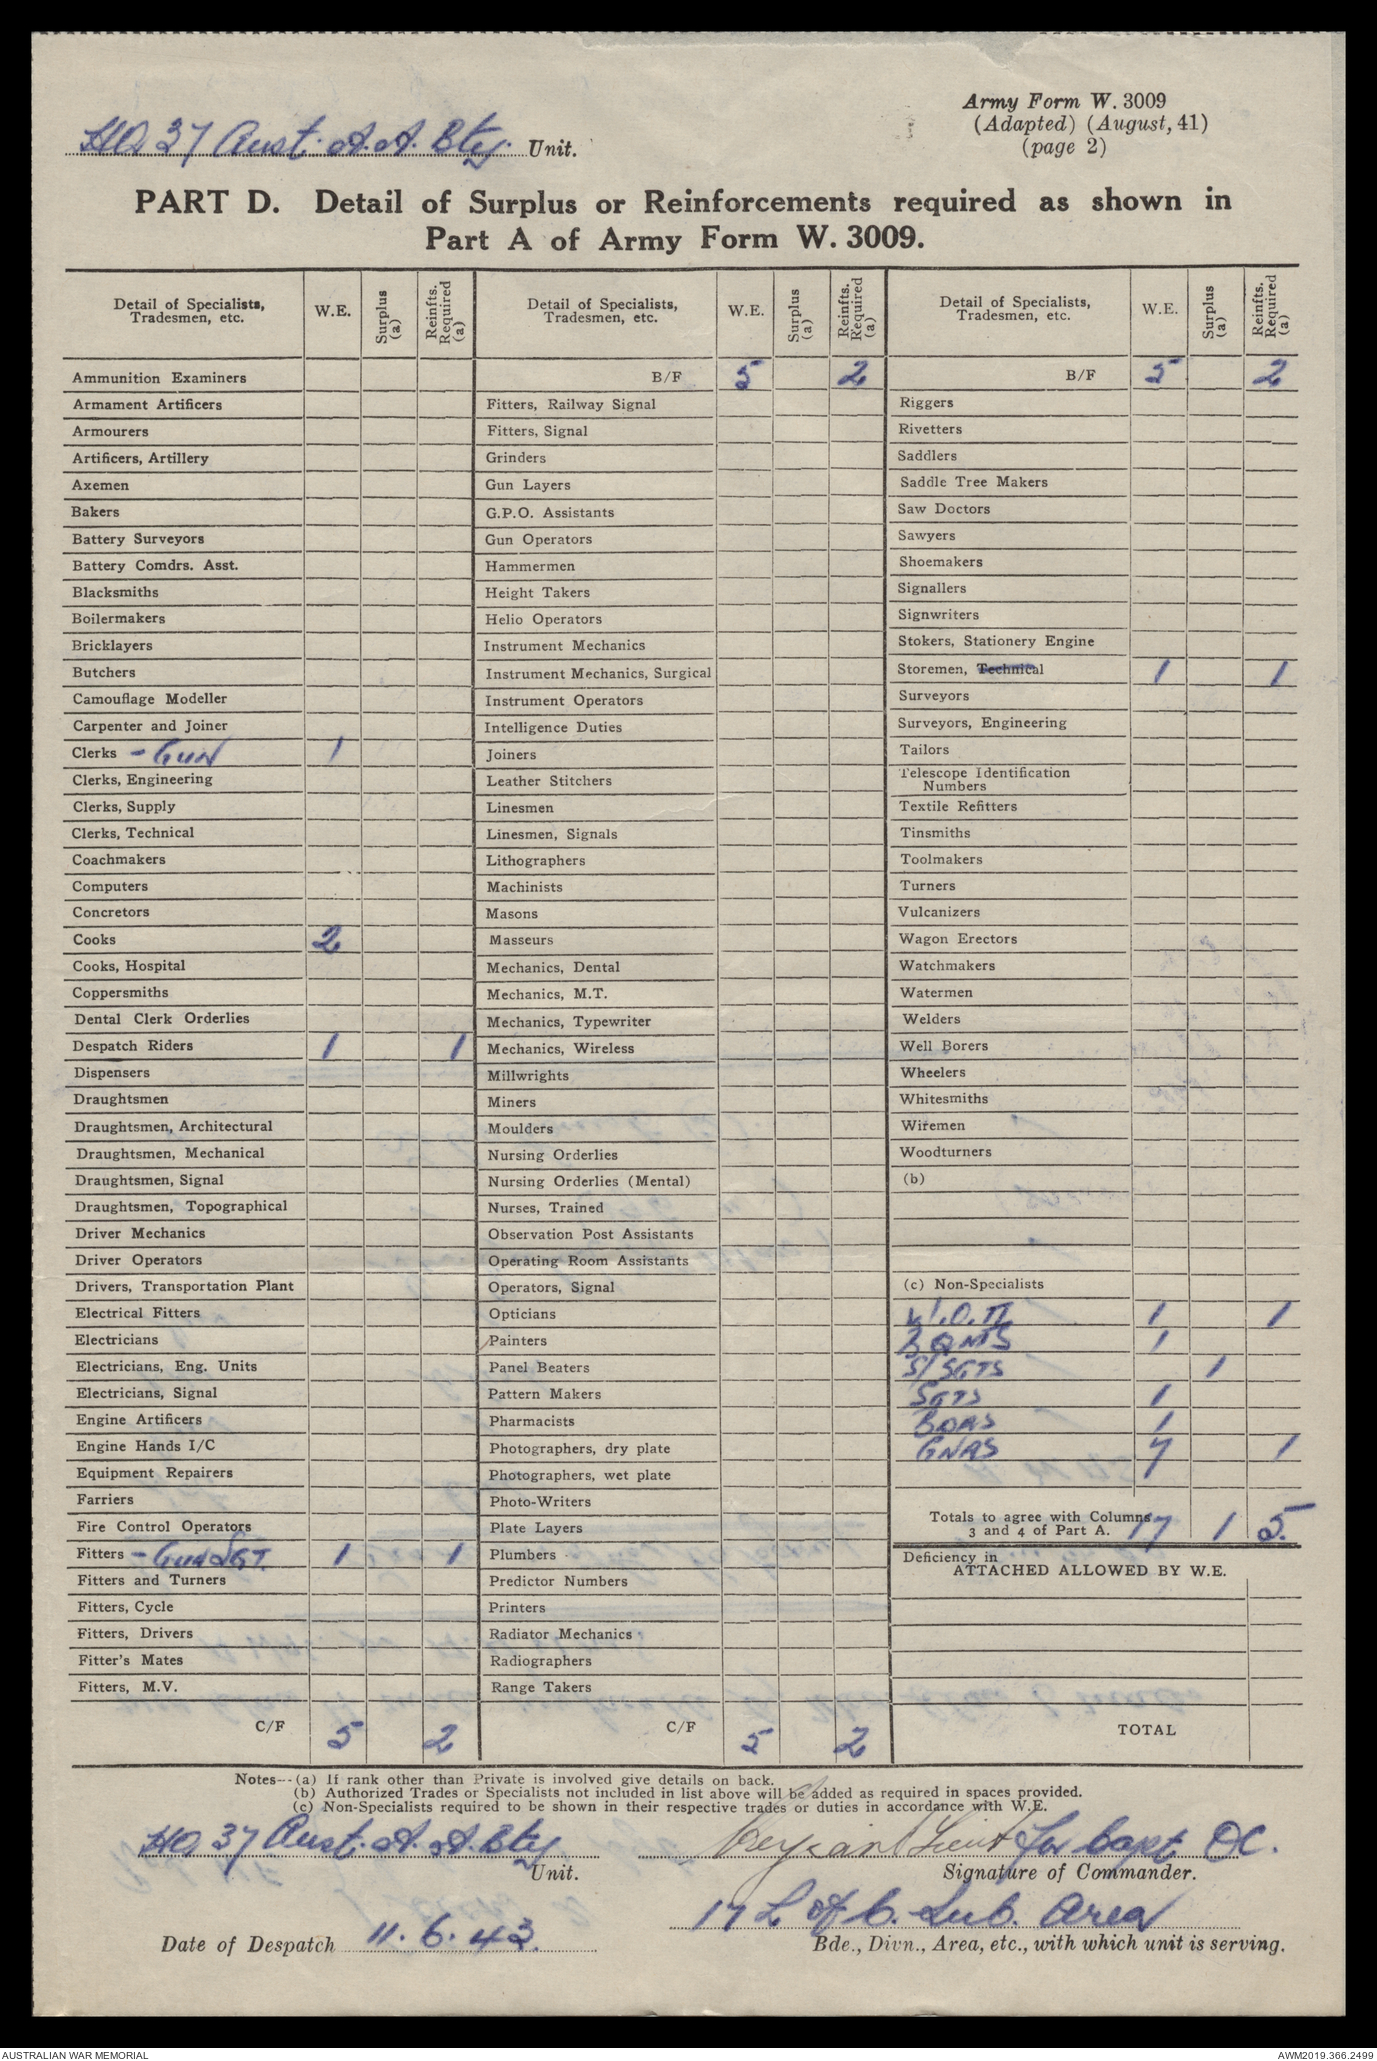 HQ 37 Aust. A.A. Bty. Unit.
Army Form W. 3009
(Adapted) (August, 41)
(page 2)
PART D. Detail of Surplus or Reinforcements required as shown in
Part A of Army Form W. 3009.
Detail of Specialists, Tradesmen, etc. W.E. Surplus (a) Reinfts. Required (a)
Ammunition Examiners
Armament Artificers
Armourers
Artificers, Artillery
Axemen
Bakers
Battery Surveyors
Battery Comdrs. Asst.
Blacksmiths
Boilermakers
Bricklayers
Butchers
Camouflage Modeller
Carpenter and Joiner
Clerks - GUN 1
Clerks, Engineering
Clerks, Supply
Clerks, Technical
Coachmakers
Computers
Concretors
Cooks 2
Cooks, Hospital
Coppersmiths
Dental Clerk Orderlies
Despatch Riders 1 1
Dispensers
Draughtsmen
Draughtsmen, Architectural
Draughtsmen, Mechanical
Draughtsmen, Signal
Draughtsmen, Topographical
Driver Mechanics
Driver Operators
Drivers, Transportation Plant
Electrical Fitters
Electricians
Electricians, Eng. Units
Electricians, Signal
Engine Artificers
Engine Hands I/C
Equipment Repairers
Farriers
Fire Control Operators
Fitters - GUN SGT. 1 1
Fitters and Turners
Fitters, Cycle
Fitters, Drivers
Fitter's Mates
Fitters, M.V.
C/F 5 2
Detail of Specialists, Tradesmen, etc. W.E. Surplus (a) Reinfts. Required (a)
B/F 5 2
Fitters, Railway Signal
Fitters, Signal
Grinders
Gun Layers
G.P.O. Assistants
Gun Operators
Hammermen
Height Takers
Helio Operators
Instrument Mechanics
Instrument Mechanics, Surgical
Instrument Operators
Intelligence Duties
Joiners
Leather Stitchers
Linesmen
Linesmen, Signals
Lithographers
Machinists
Masons
Masseurs
Mechanics, Dental
Mechanics, M.T.
Mechanics, Typewriter
Mechanics, Wireless
Millwrights
Miners
Moulders
Nursing Orderlies
Nursing Orderlies (Mental)
Nurses, Trained
Observation Post Assistants
Operating Room Assistants
Operators, Signal
Opticians
Painters
Panel Beaters
Pattern Makers
Pharmacists
Photographers, dry plate
Photographers, wet plate
Photo-Writers
Plate Layers
Plumbers
Predictor Numbers
Printers
Radiator Mechanics
Radiographers
Range Takers
C/F 5 2
Detail of Specialists, Tradesmen, etc. W.E. Surplus (a) Reinfts. Required (a)
B/F 5 2
Riggers
Rivetters
Saddlers
Saddle Tree Makers
Saw Doctors
Sawyers
Shoemakers
Signallers
Signwriters
Stokers, Stationery Engine
Storemen, Technical 1 1
Surveyors
Surveyors, Engineering
Tailors
Telescope Identification
Numbers
Textile Refitters
Tinsmiths
Toolmakers
Turners
Vulcanizers
Wagon Erectors
Watchmakers
Watermen
Welders
Well Borers
Wheelers
Whitesmiths
Wiremen
Woodturners
(b)
(c) Non-Specialists
W.O. II 1 1
BQMS 1
S/SGTS 1
SGTS 1
BDRS 1
GNRS 7 1
Totals to agree with Columns
3 and 4 of Part A. 17 1 5.
Deficiency in
ATTACHED ALLOWED BY W.E.
TOTAL
Notes--(a) If rank other than Private is involved give details on back.
(b) Authorized Trades or Specialists not included in list above will be added as required in spaces provided.
(c) Non-Specialists required to be shown in their respective trades or duties in accordance with W.E.
HQ 37 Aust. A.A. Bty
Unit.
Lieut for Capt OC.
Signature of Commander.
17 L of C. Sub. Area
Date of Despatch 11.6.43.
Bde., Divn., Area, etc., with which unit is serving.
AUSTRALIAN WAR MEMORIAL
AWM2019.366.2499